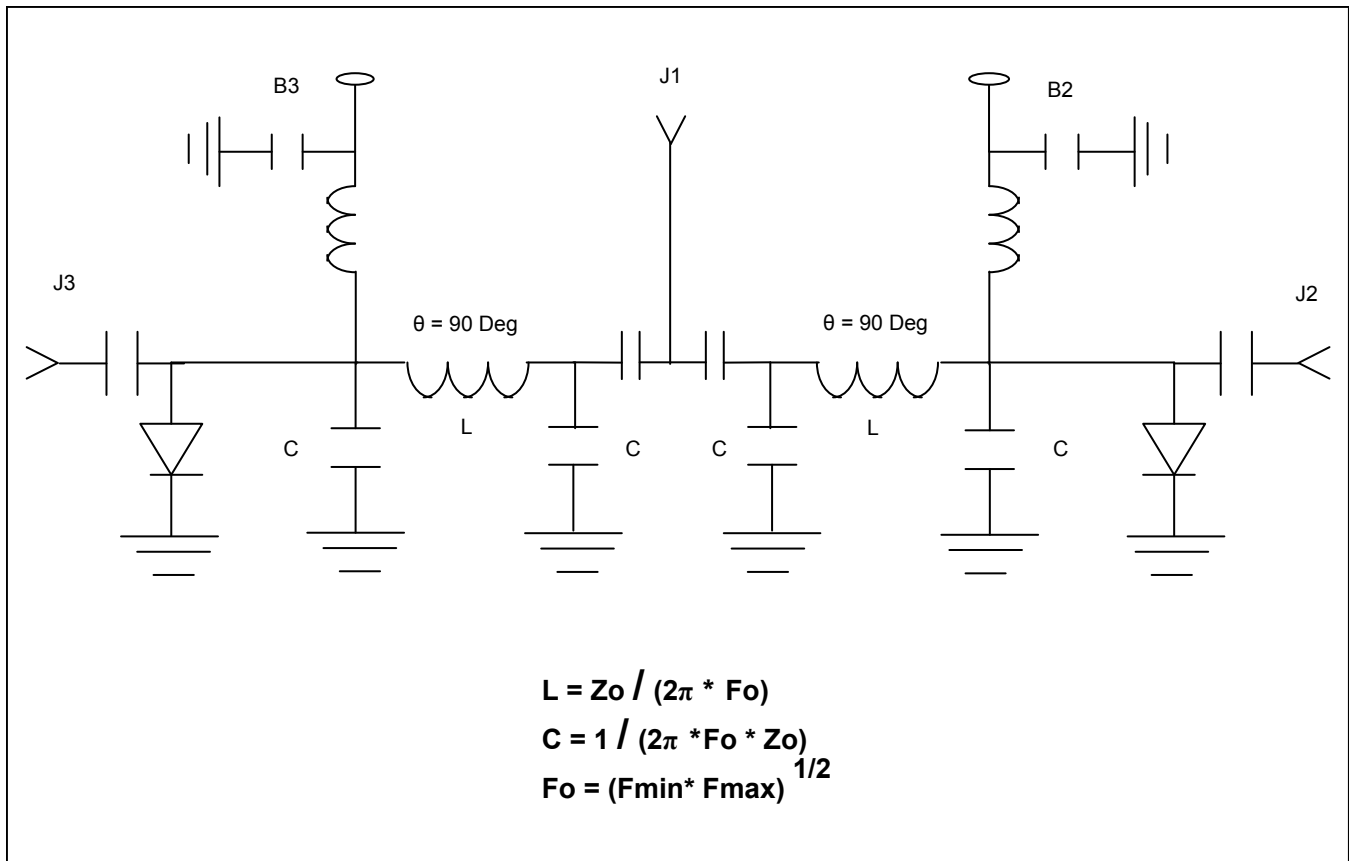 J1
B3
B2
J3
J2
θ = 90 Deg
θ = 90 Deg
L
L
C
C
C
C
L = Zo / (2π * Fo)
C = 1 / (2π *Fo * Zo)
Fo = (Fmin* Fmax) 1/2